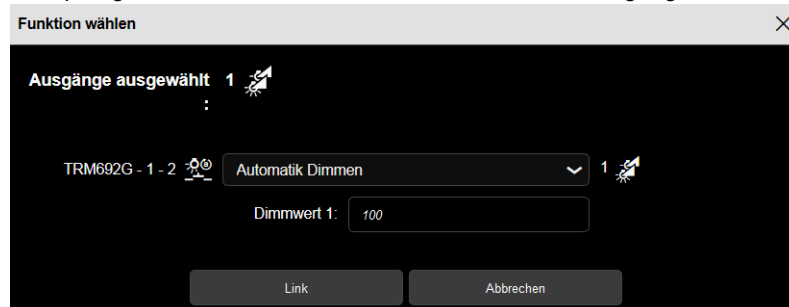 Funktion wählen
Ausgänge ausgewählt 1
:
TRM692G - 1 - 2 Automatik Dimmen 1
Dimmwert 1: 100
Link Abbrechen